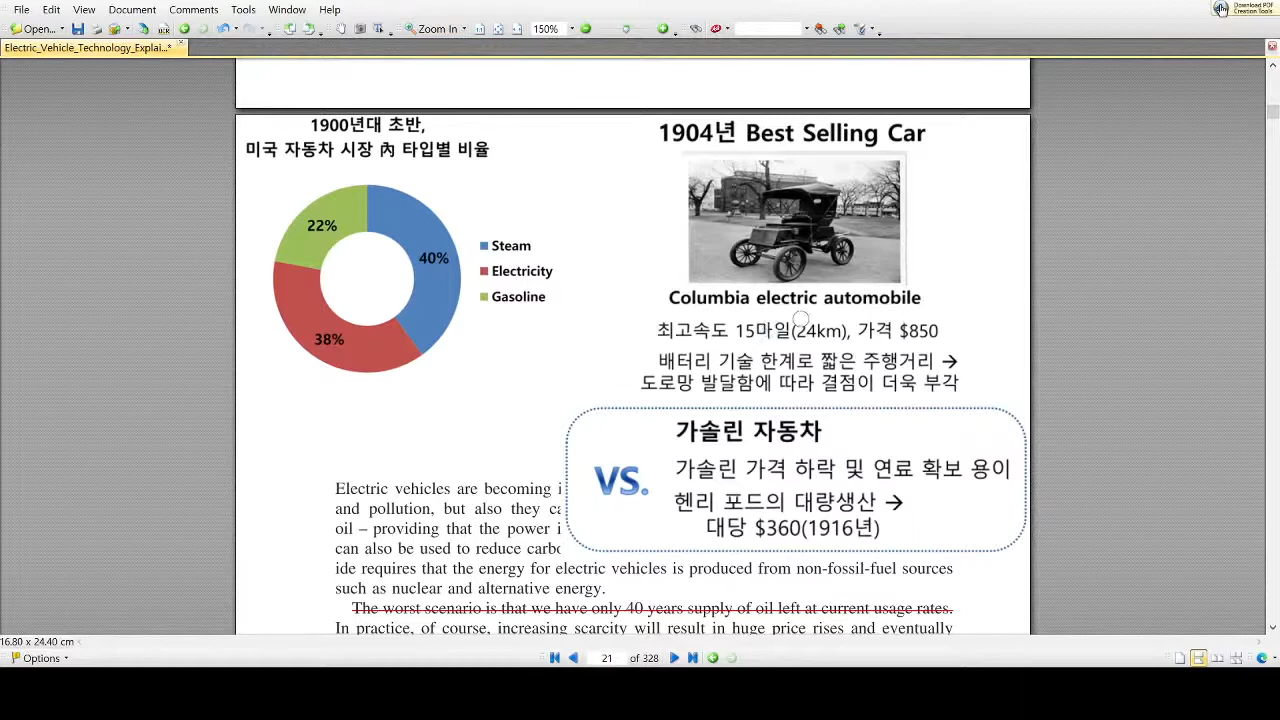 File Edit View Document Comments Tools Window Help
Download PDF
Creation Tools
Open... Zoom In 150%
Electric_Vehicle_Technology_Explai...*
1900년대 초반,
미국 자동차 시장 內 타입별 비율
22%
40%
38%
Steam
Electricity
Gasoline
1904년 Best Selling Car
Columbia electric automobile
최고속도 15마일(24km), 가격 $850
배터리 기술 한계로 짧은 주행거리 →
도로망 발달함에 따라 결점이 더욱 부각
VS.
가솔린 자동차
가솔린 가격 하락 및 연료 확보 용이
헨리 포드의 대량생산 →
대당 $360(1916년)
Electric vehicles are becoming i
and pollution, but also they ca
oil – providing that the power i
can also be used to reduce carbo
ide requires that the energy for electric vehicles is produced from non-fossil-fuel sources
such as nuclear and alternative energy.
The worst scenario is that we have only 40 years supply of oil left at current usage rates.
In practice, of course, increasing scarcity will result in huge price rises and eventually
16.80 x 24.40 cm
Options 21 of 328